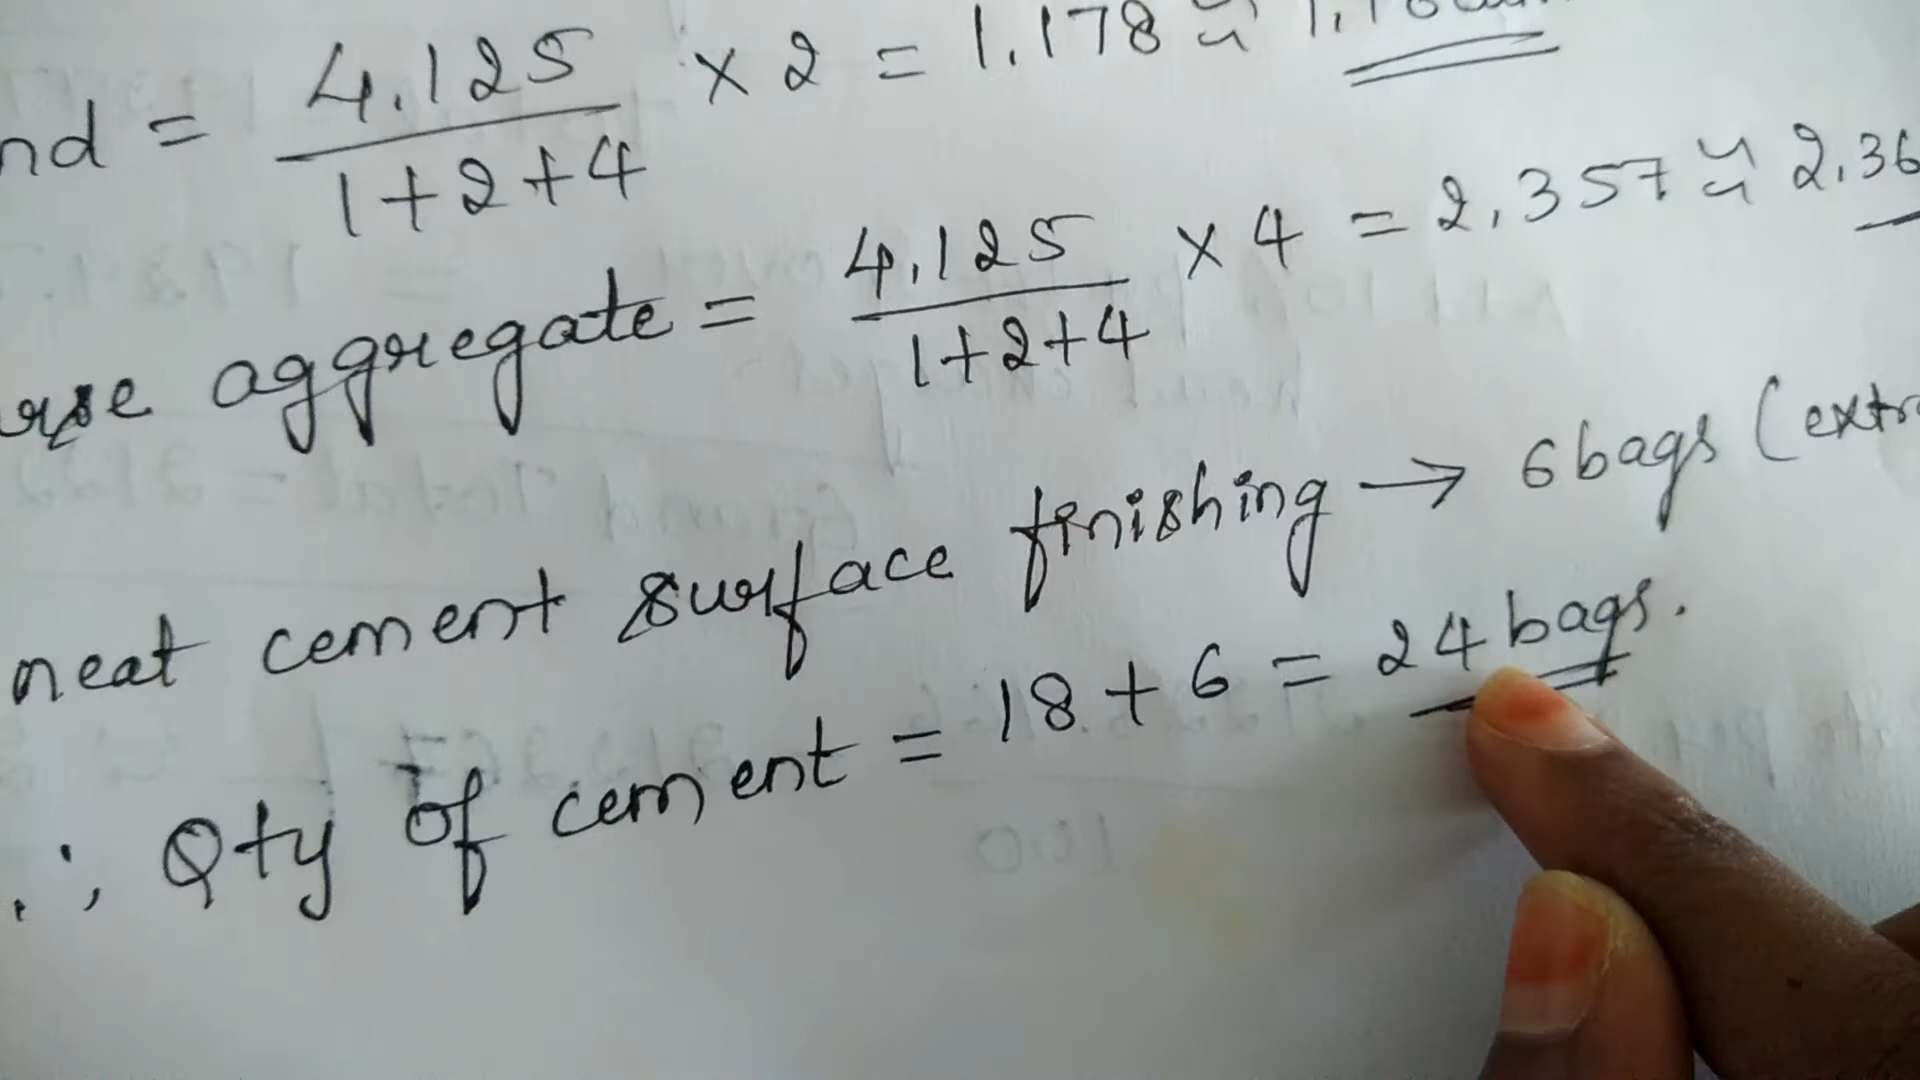 nd = 4.125 / 1+2+4 × 2 = 1.178 ≈
aggregate = 4.125 / 1+2+4 × 4 = 2.357 ≈ 2.36
neat cement surface finishing → 6 bags (extr
∴ Qty of cement = 18 + 6 = 24 bags.